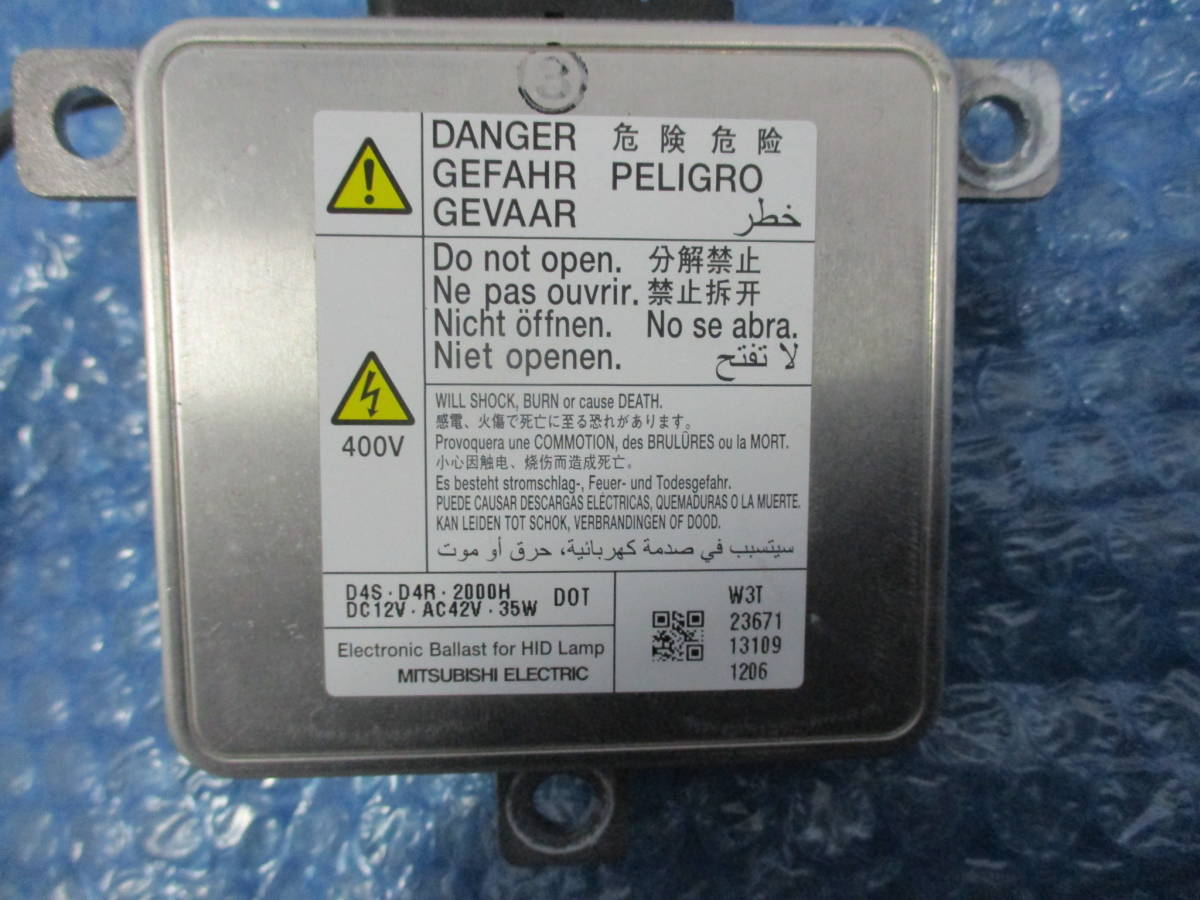 3
DANGER 危険 危险
GEFAHR PELIGRO
GEVAAR خطر
Do not open. 分解禁止
Ne pas ouvrir. 禁止拆开
Nicht öffnen. No se abra.
Niet openen. لا تفتح
400V
WILL SHOCK, BURN or cause DEATH.
感電、火傷で死亡に至る恐れがあります。
Provoquera une COMMOTION, des BRULÛRES ou la MORT.
小心因触电、烧伤而造成死亡。
Es besteht stromschlag-, Feuer- und Todesgefahr.
PUEDE CAUSAR DESCARGAS ELÉCTRICAS, QUEMADURAS O LA MUERTE.
KAN LEIDEN TOT SCHOK, VERBRANDINGEN OF DOOD.
سيتسبب في صدمة كهربائية، حرق أو موت
D4S・D4R・2000H DOT
DC12V・AC42V・35W
Electronic Ballast for HID Lamp
MITSUBISHI ELECTRIC
W3T
23671
13109
1206